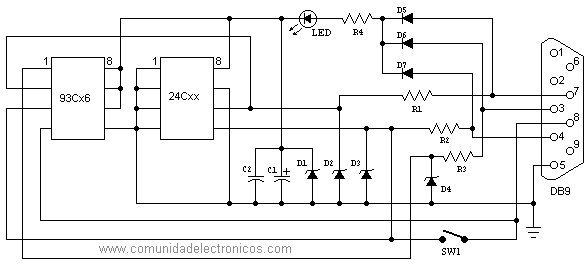 D5
LED
R4
D6
1 8
1 8
D7
93Cx6
24Cxx
R1
R2
R3
C2 C1 + D1 D2 D3
D4
1
6
2
7
3
8
4
9
5
DB9
SW1
www.comunidadelectronicos.com